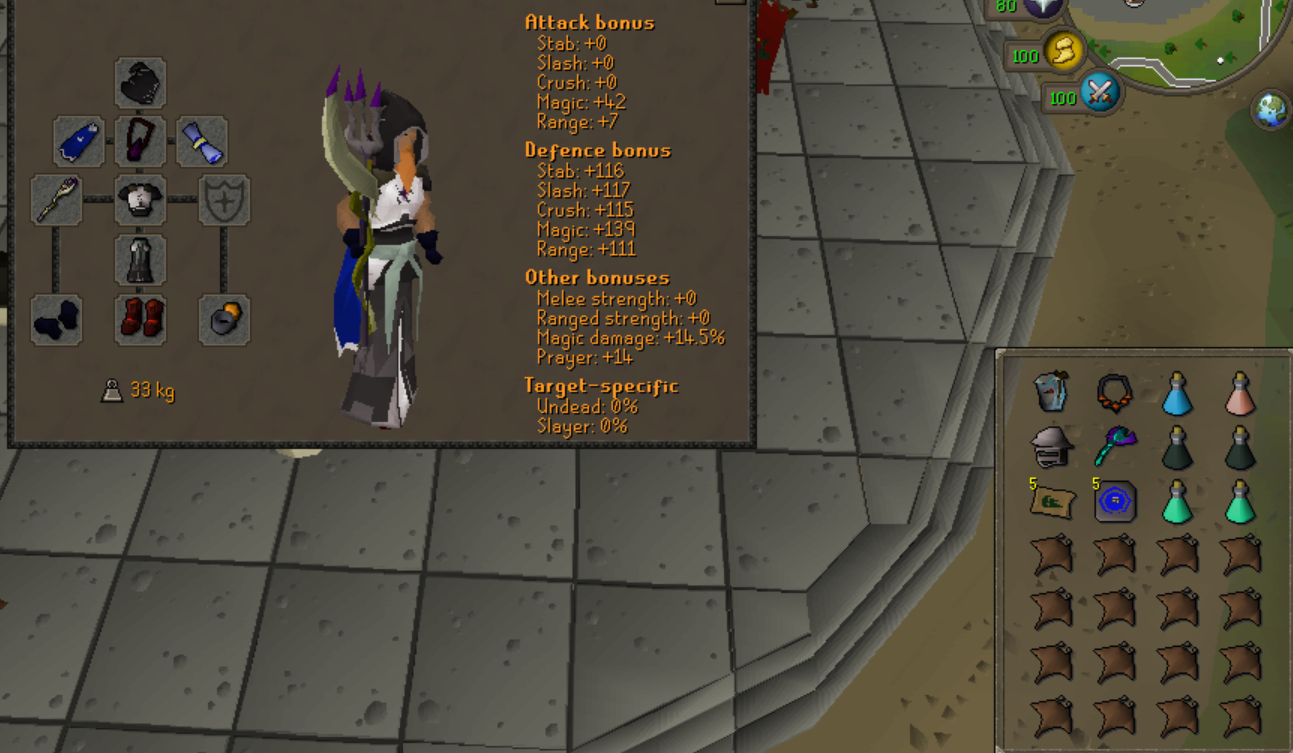 Attack bonus
Stab: +0
Slash: +0
Crush: +0
Magic: +42
Range: +7
Defence bonus
Stab: +116
Slash: +117
Crush: +115
Magic: +139
Range: +111
Other bonuses
Melee strength: +0
Ranged strength: +0
Magic damage: +14.5%
Prayer: +14
Target-specific
Undead: 0%
Slayer: 0%
33 kg
80
100
100
5
5